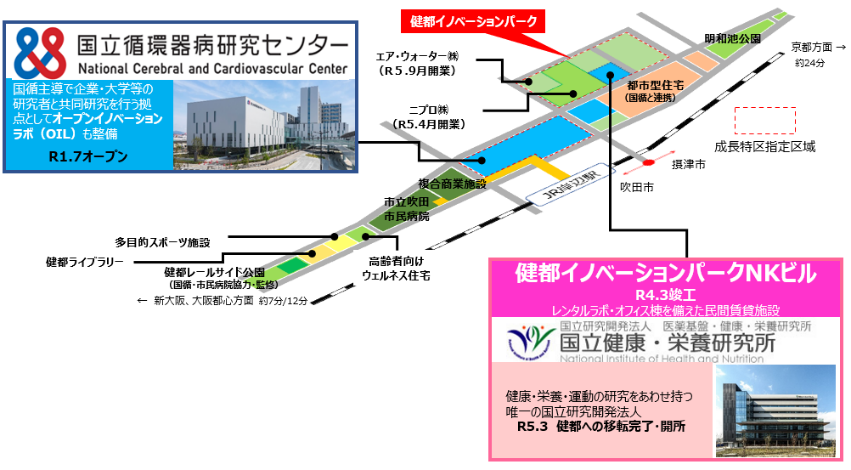 国立循環器病研究センター
National Cerebral and Cardiovascular Center
国循主導で企業・大学等の
研究者と共同研究を行う拠
点としてオープンイノベーション
ラボ（OIL）も整備
R1.7オープン
健都イノベーションパーク
エア・ウォーター㈱
（R５.9月開業）
ニプロ㈱
（R5.4月開業）
明和池公園
京都方面 →
約24分
都市型住宅
（国循と連携）
成長特区指定区域
摂津市
吹田市
JR岸辺駅
複合商業施設
市立吹田
市民病院
多目的スポーツ施設
健都ライブラリー
高齢者向け
ウェルネス住宅
健都レールサイド公園
（国循・市民病院協力・監修）
← 新大阪、大阪都心方面 約7分/12分
健都イノベーションパークNKビル
R4.3竣工
レンタルラボ・オフィス棟を備えた民間賃貸施設
国立研究開発法人 医薬基盤・健康・栄養研究所
国立健康・栄養研究所
National Institute of Health and Nutrition
健康・栄養・運動の研究をあわせ持つ
唯一の国立研究開発法人
R5.3 健都への移転完了・開所